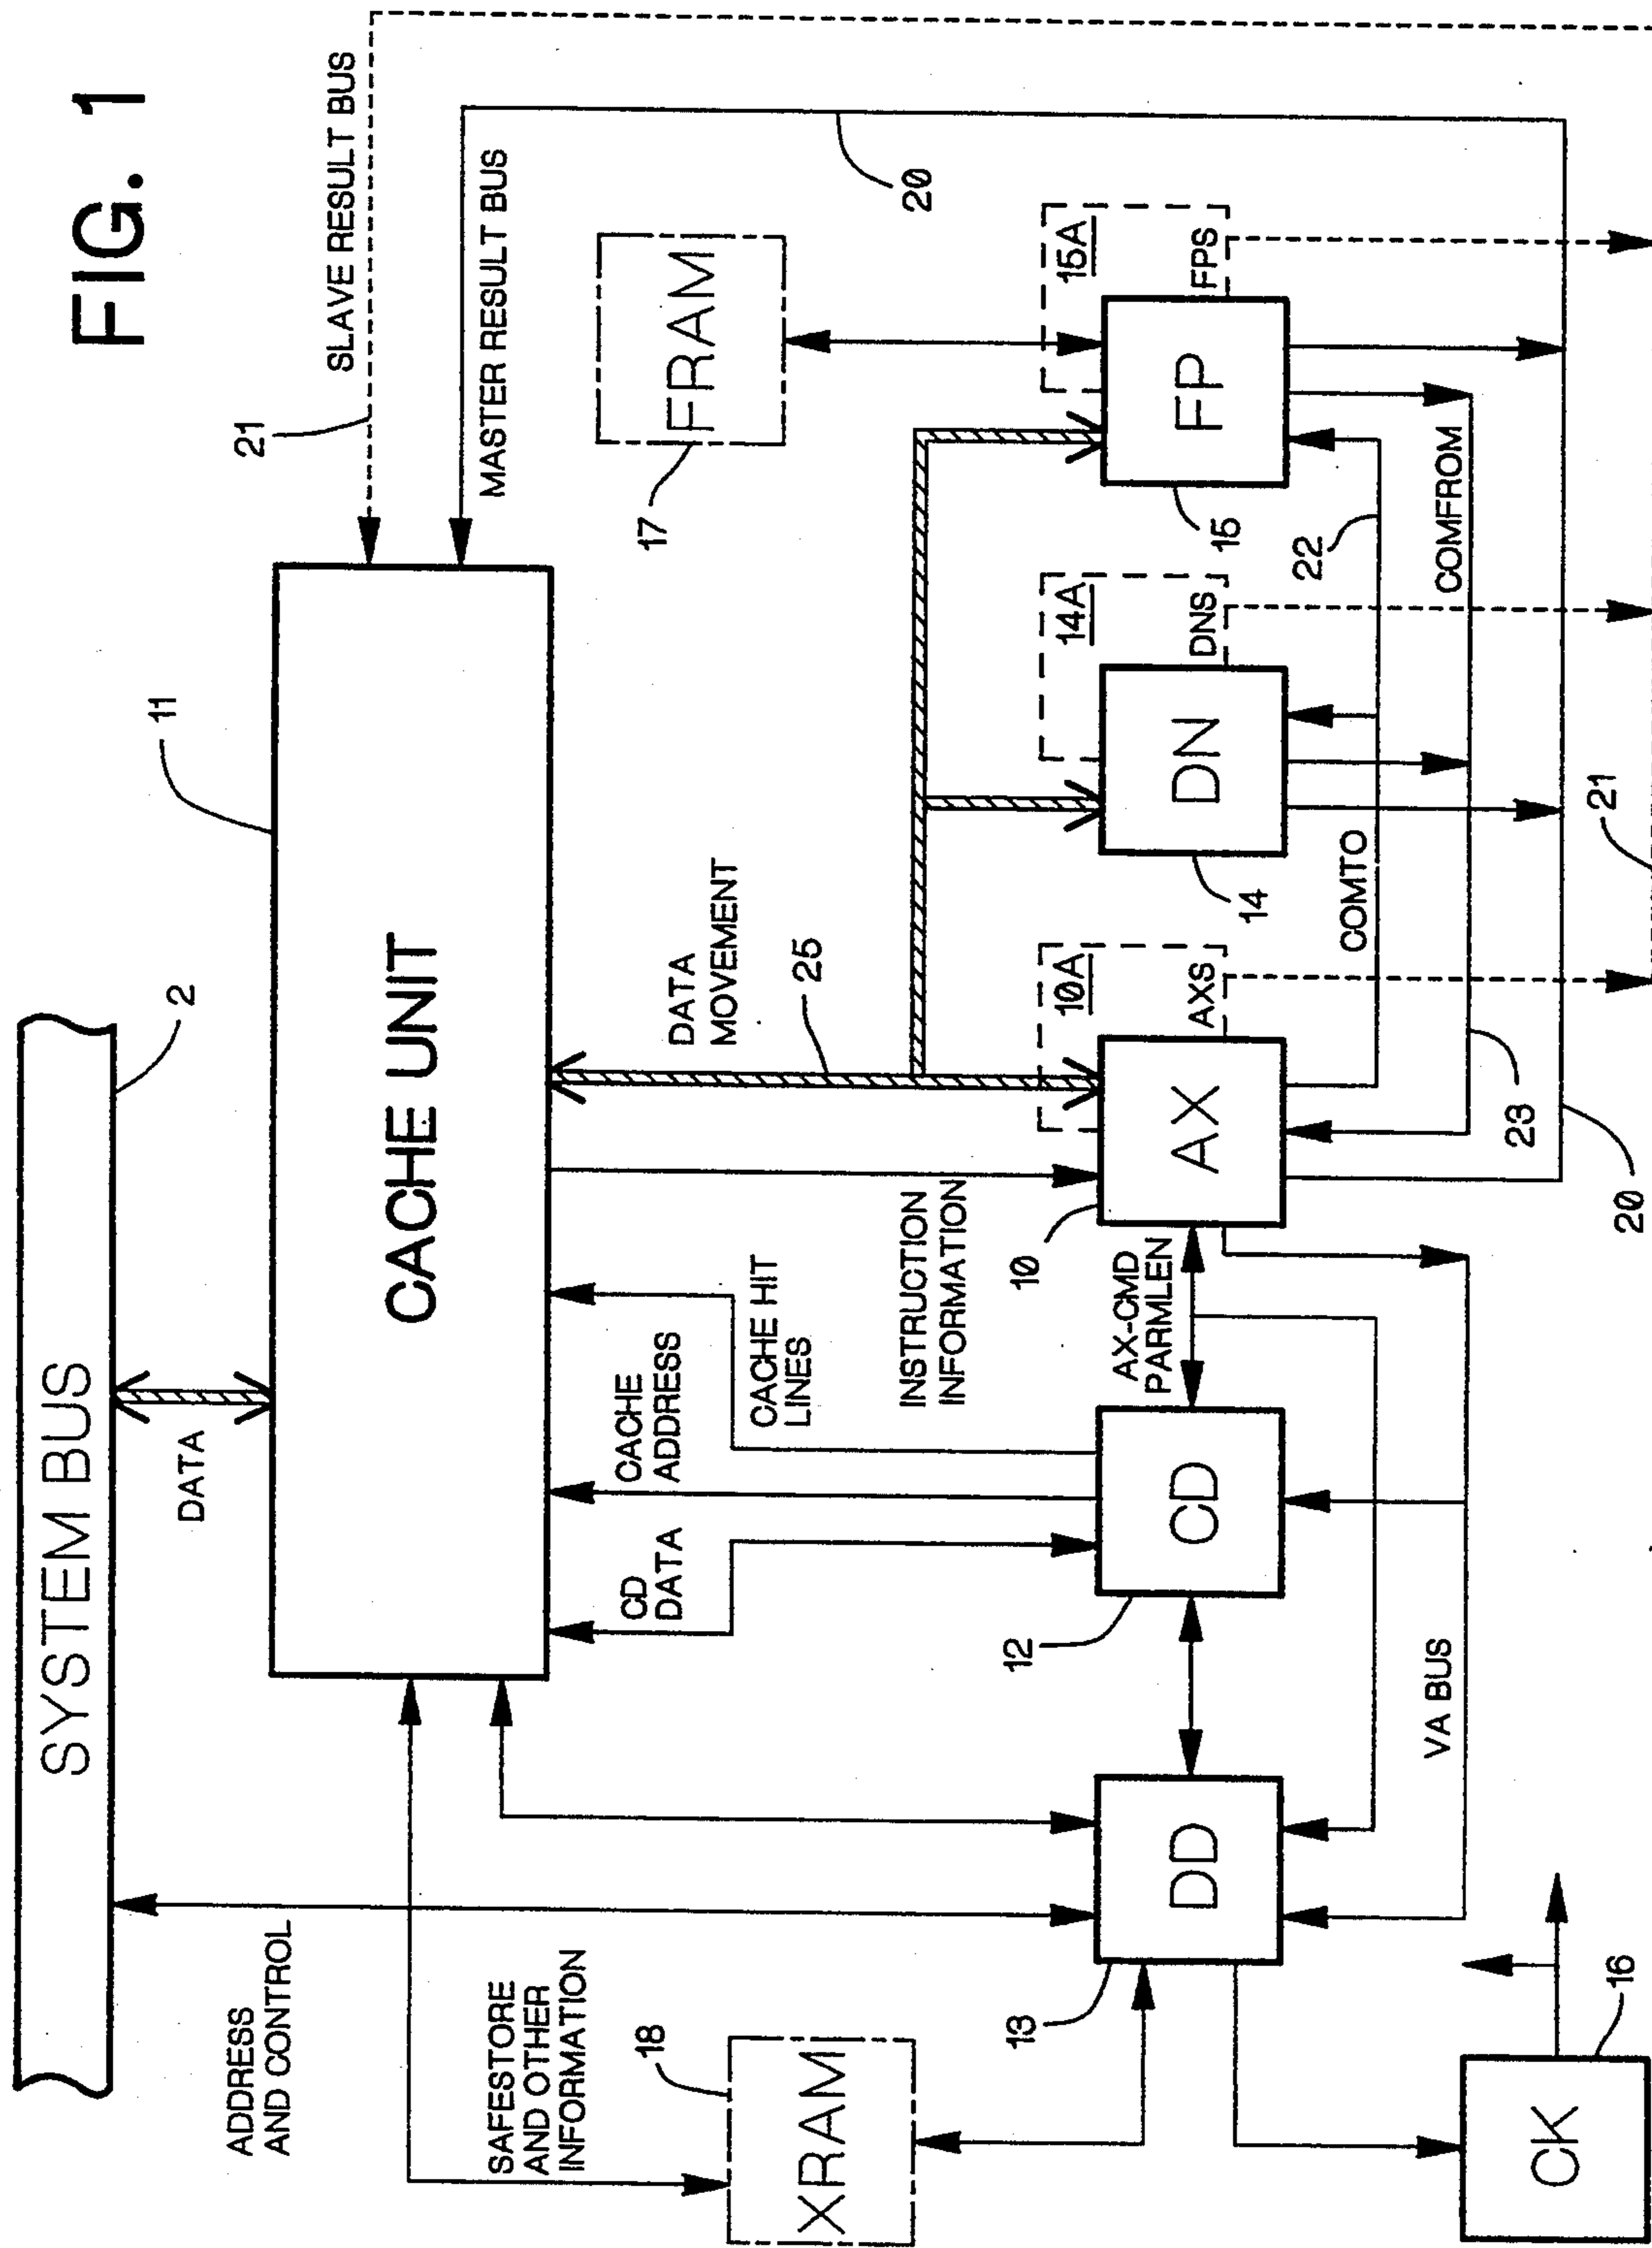 FIG. 1
SYSTEM BUS
2
DATA
ADDRESS
AND CONTROL
CACHE UNIT
11
21
SLAVE RESULT BUS
MASTER RESULT BUS
20
SAFESTORE
AND OTHER
INFORMATION
CD
DATA
CACHE
ADDRESS
CACHE HIT
LINES
INSTRUCTION
INFORMATION
DATA
MOVEMENT
25
FRAM
17
XRAM
18
DD
13
CD
12
AX-CMD
PARMLEN
AX
10
10A
AXS
DN
14
14A
DNS
FP
15
15A
FPS
COMTO
22
COMFROM
23
VA BUS
20
21
CK
16